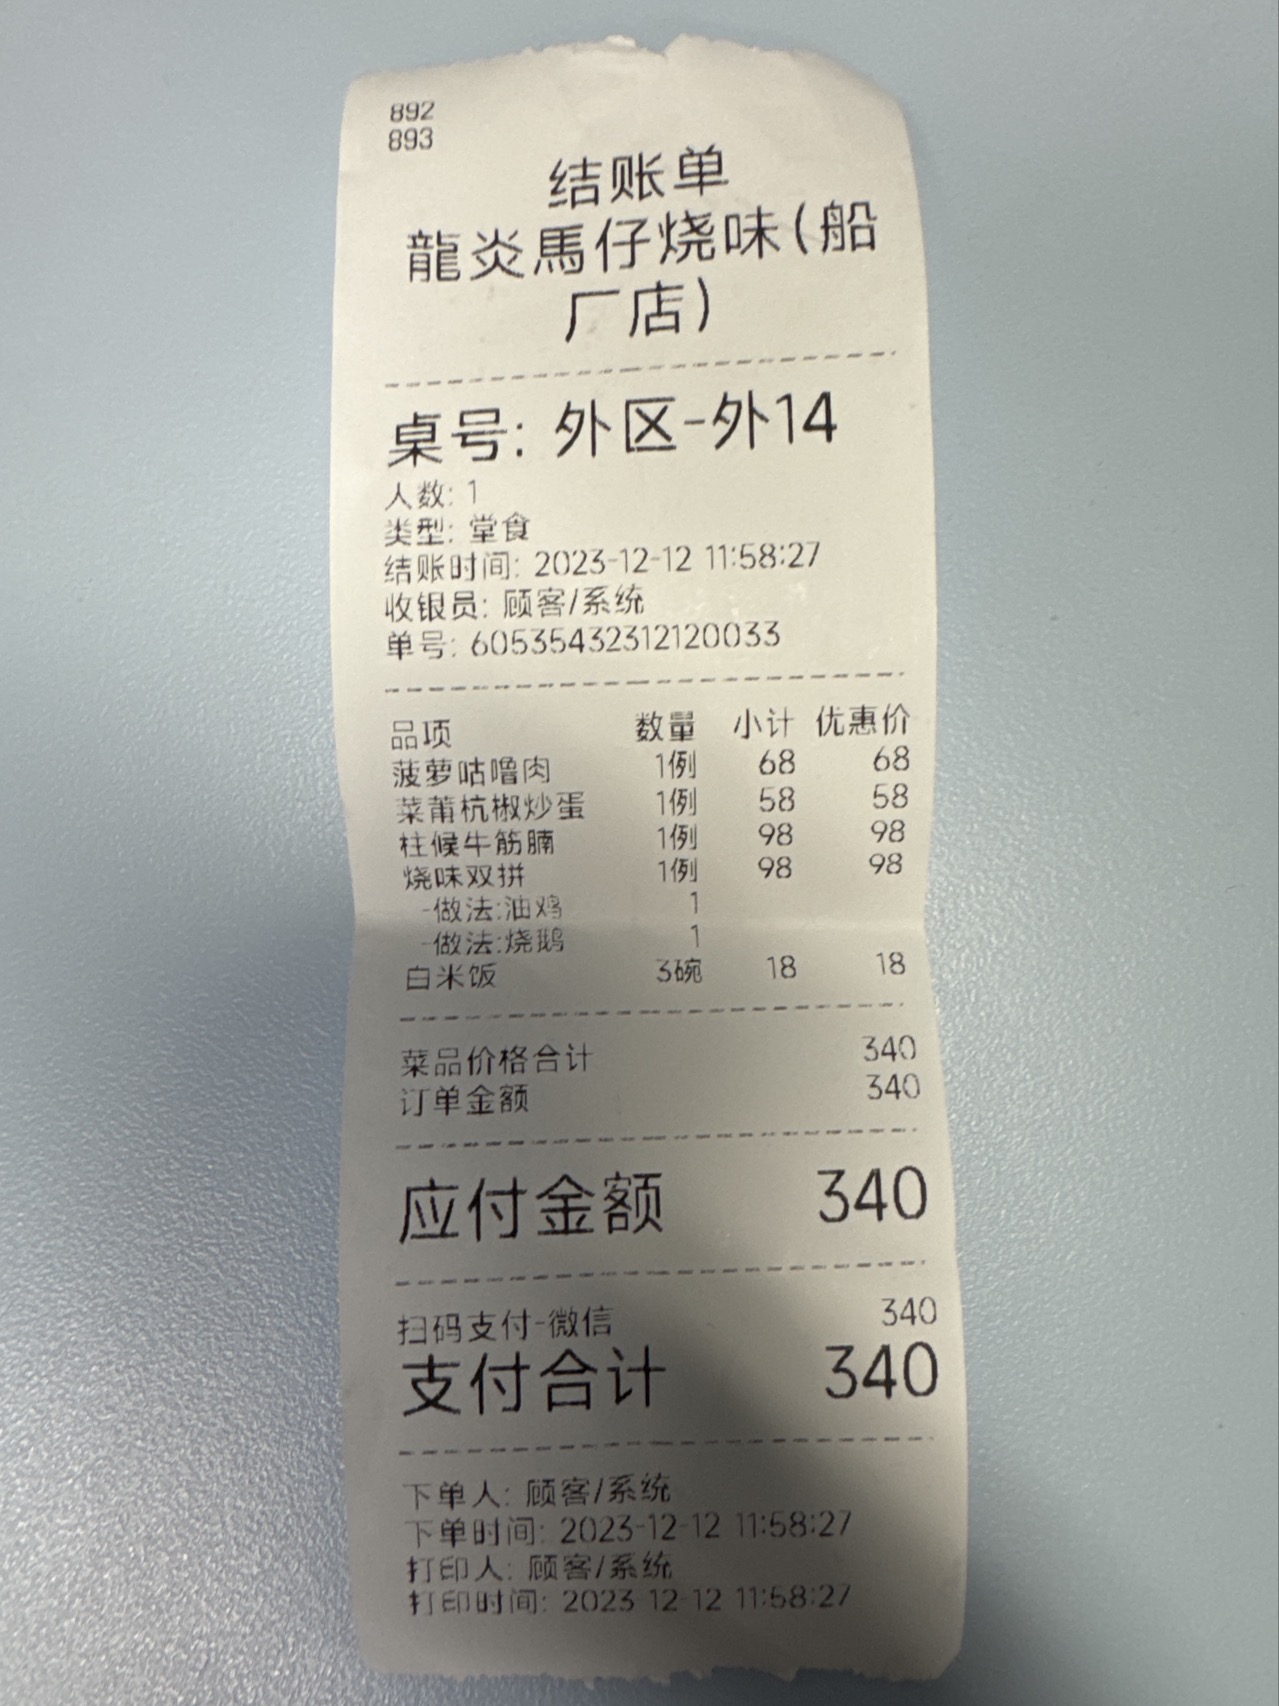 892
893
结账单
龍炎馬仔烧味(船
厂店)
桌号: 外区-外14
人数: 1
类型: 堂食
结账时间: 2023-12-12 11:58:27
收银员: 顾客/系统
单号: 60535432312120033
品项 数量 小计 优惠价
菠萝咕噜肉 1例 68 68
菜莆杭椒炒蛋 1例 58 58
柱候牛筋腩 1例 98 98
烧味双拼 1例 98 98
-做法:油鸡 1
-做法:烧鹅 1
白米饭 3碗 18 18
菜品价格合计 340
订单金额 340
应付金额 340
扫码支付-微信 340
支付合计 340
下单人: 顾客/系统
下单时间: 2023-12-12 11:58:27
打印人: 顾客/系统
打印时间: 2023-12-12 11:58:27